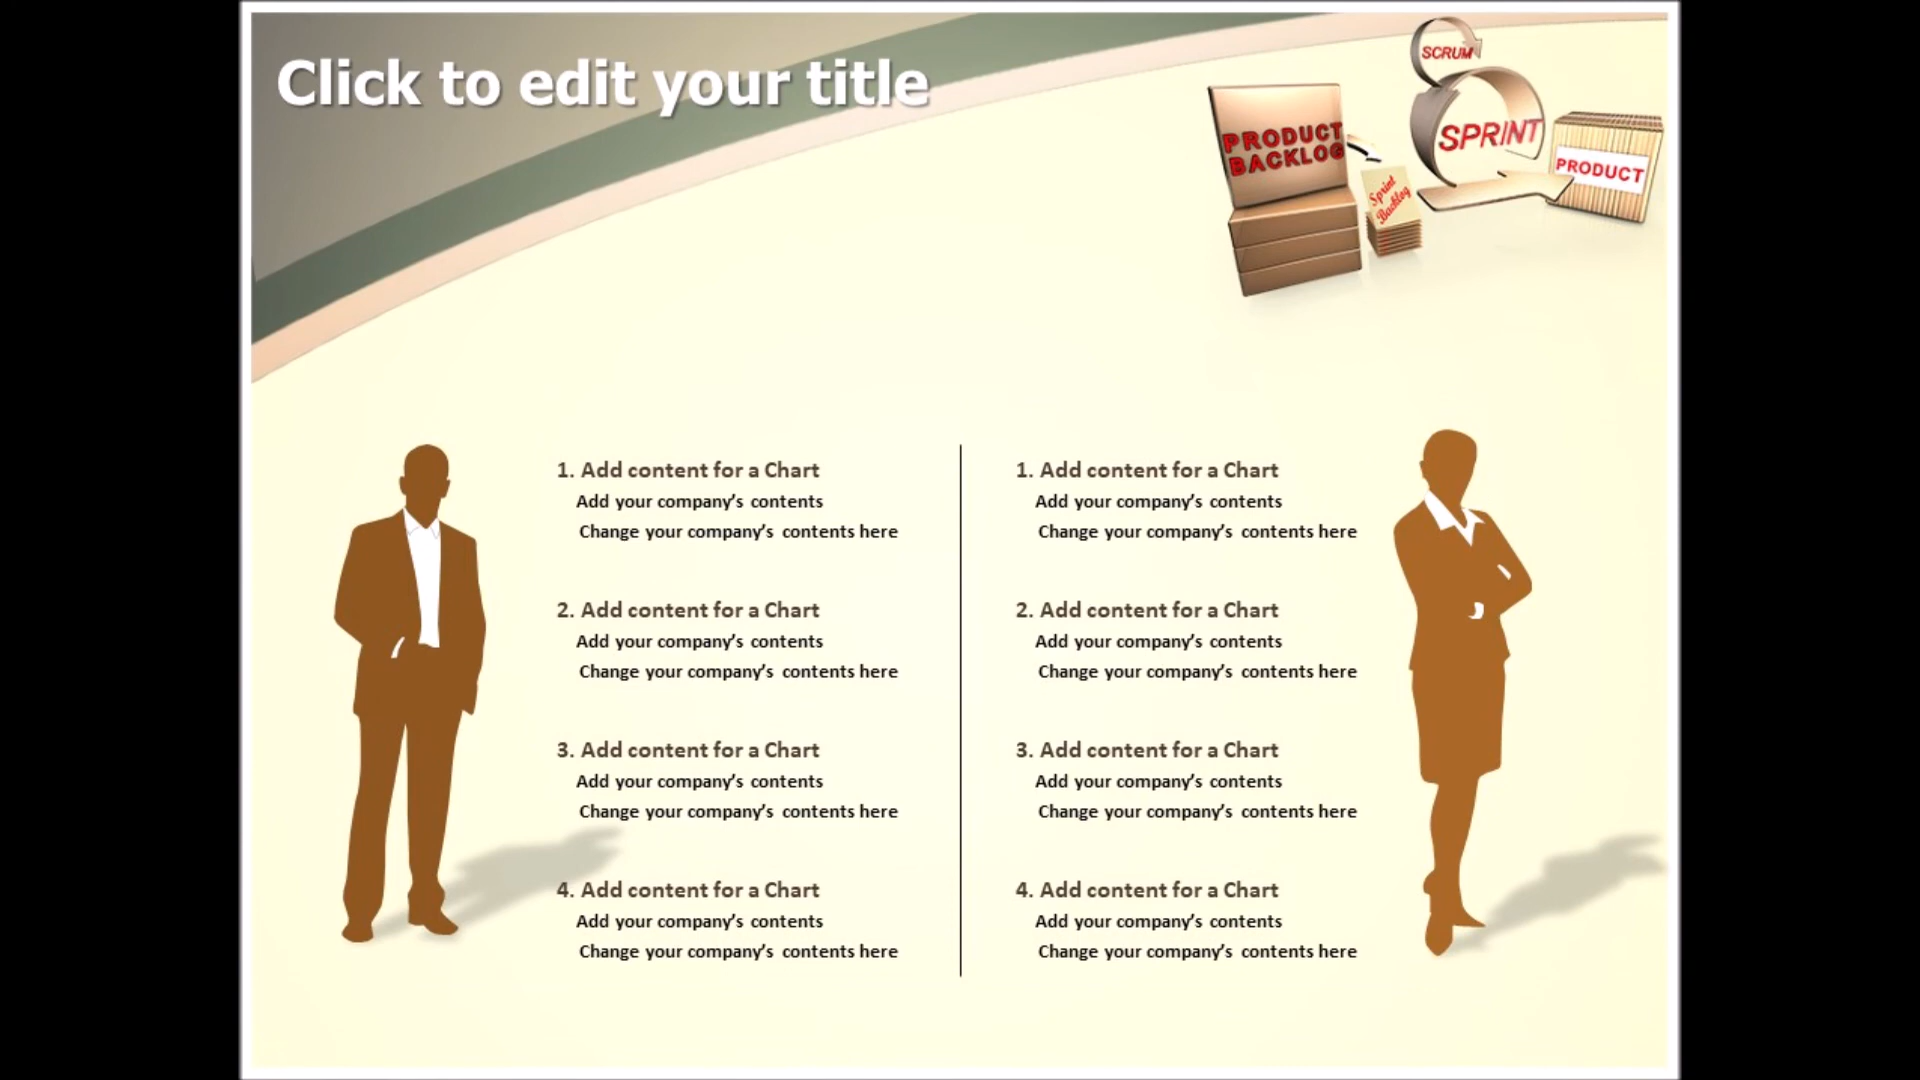 Click to edit your title
SCRUM
SPRINT
PRODUCT
BACKLOG
PRODUCT
Sprint
Backlog
1. Add content for a Chart
Add your company’s contents
Change your company’s contents here
2. Add content for a Chart
Add your company’s contents
Change your company’s contents here
3. Add content for a Chart
Add your company’s contents
Change your company’s contents here
4. Add content for a Chart
Add your company’s contents
Change your company’s contents here
1. Add content for a Chart
Add your company’s contents
Change your company’s contents here
2. Add content for a Chart
Add your company’s contents
Change your company’s contents here
3. Add content for a Chart
Add your company’s contents
Change your company’s contents here
4. Add content for a Chart
Add your company’s contents
Change your company’s contents here